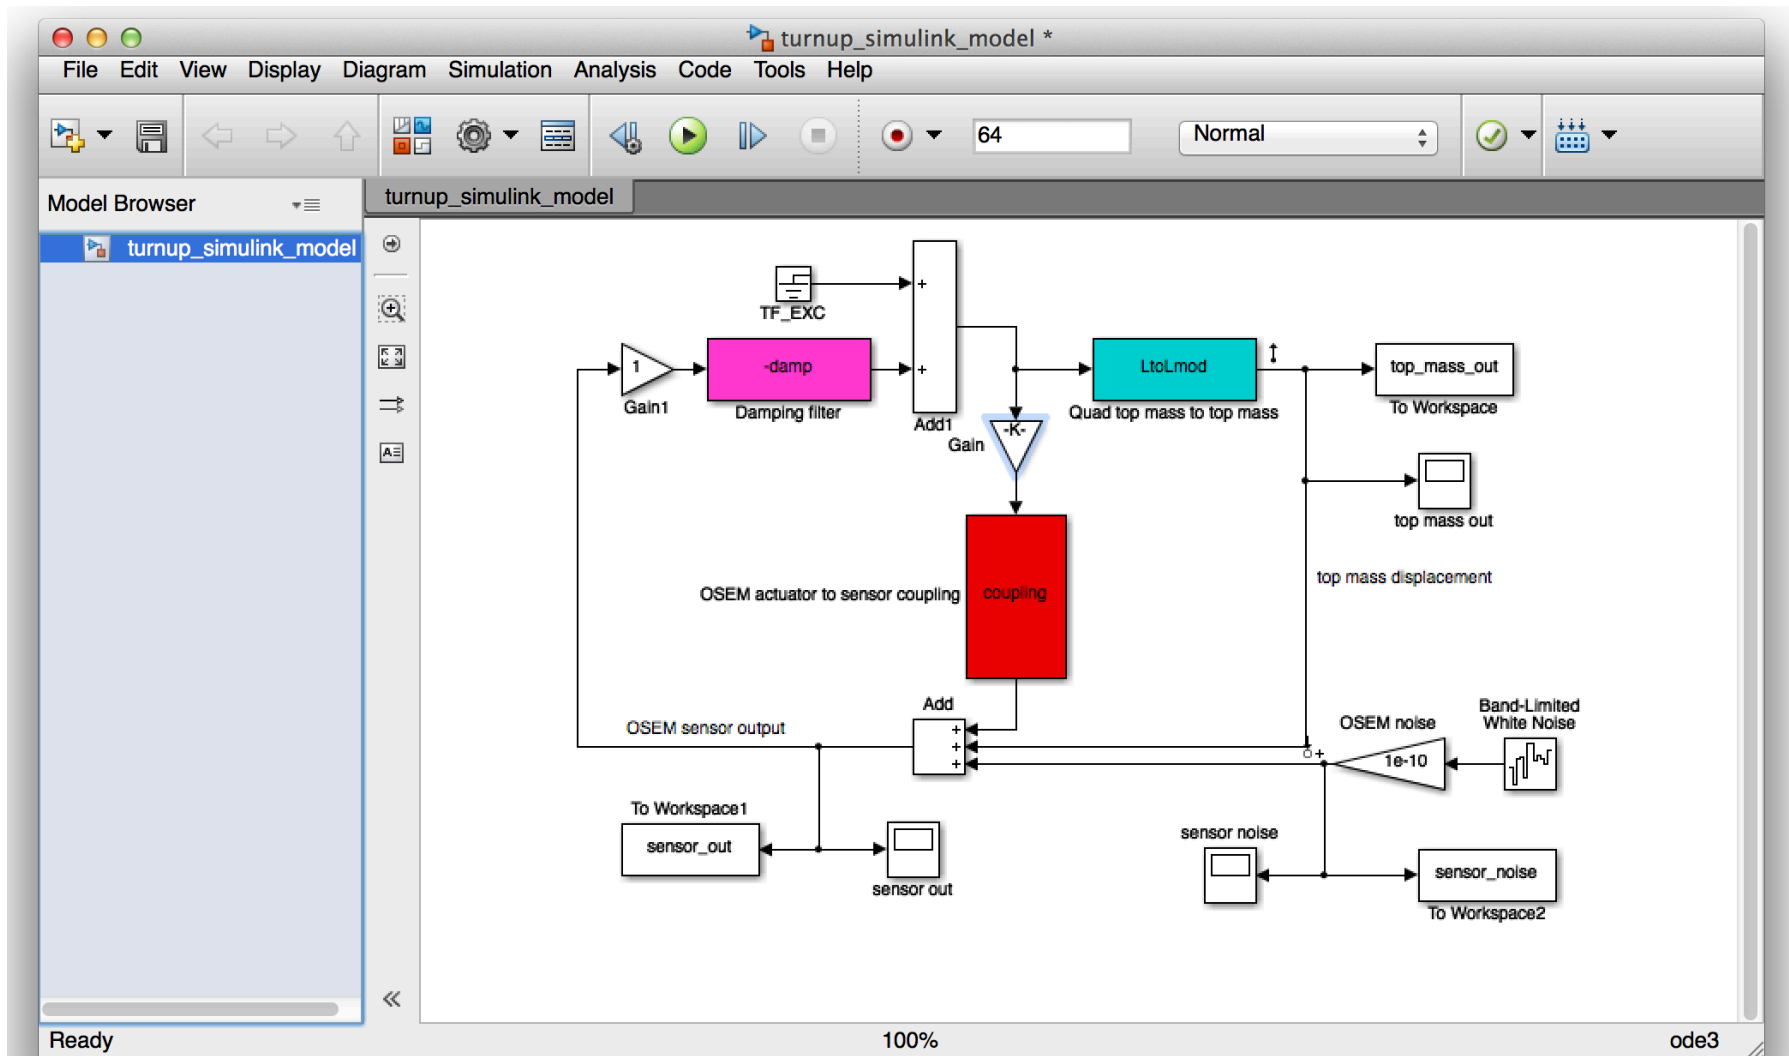 turnup_simulink_model *
File Edit View Display Diagram Simulation Analysis Code Tools Help
64
Normal
Model Browser
turnup_simulink_model
turnup_simulink_model
TF_EXC
+
1
Gain1
-damp
Damping filter
+
Add1
-K-
Gain
LtoLmod
Quad top mass to top mass
top_mass_out
To Workspace
top mass out
top mass displacement
OSEM actuator to sensor coupling
coupling
Add
+
+
+
OSEM sensor output
OSEM noise
1e-10
+
Band-Limited
White Noise
To Workspace1
sensor_out
sensor out
sensor noise
sensor_noise
To Workspace2
Ready
100%
ode3